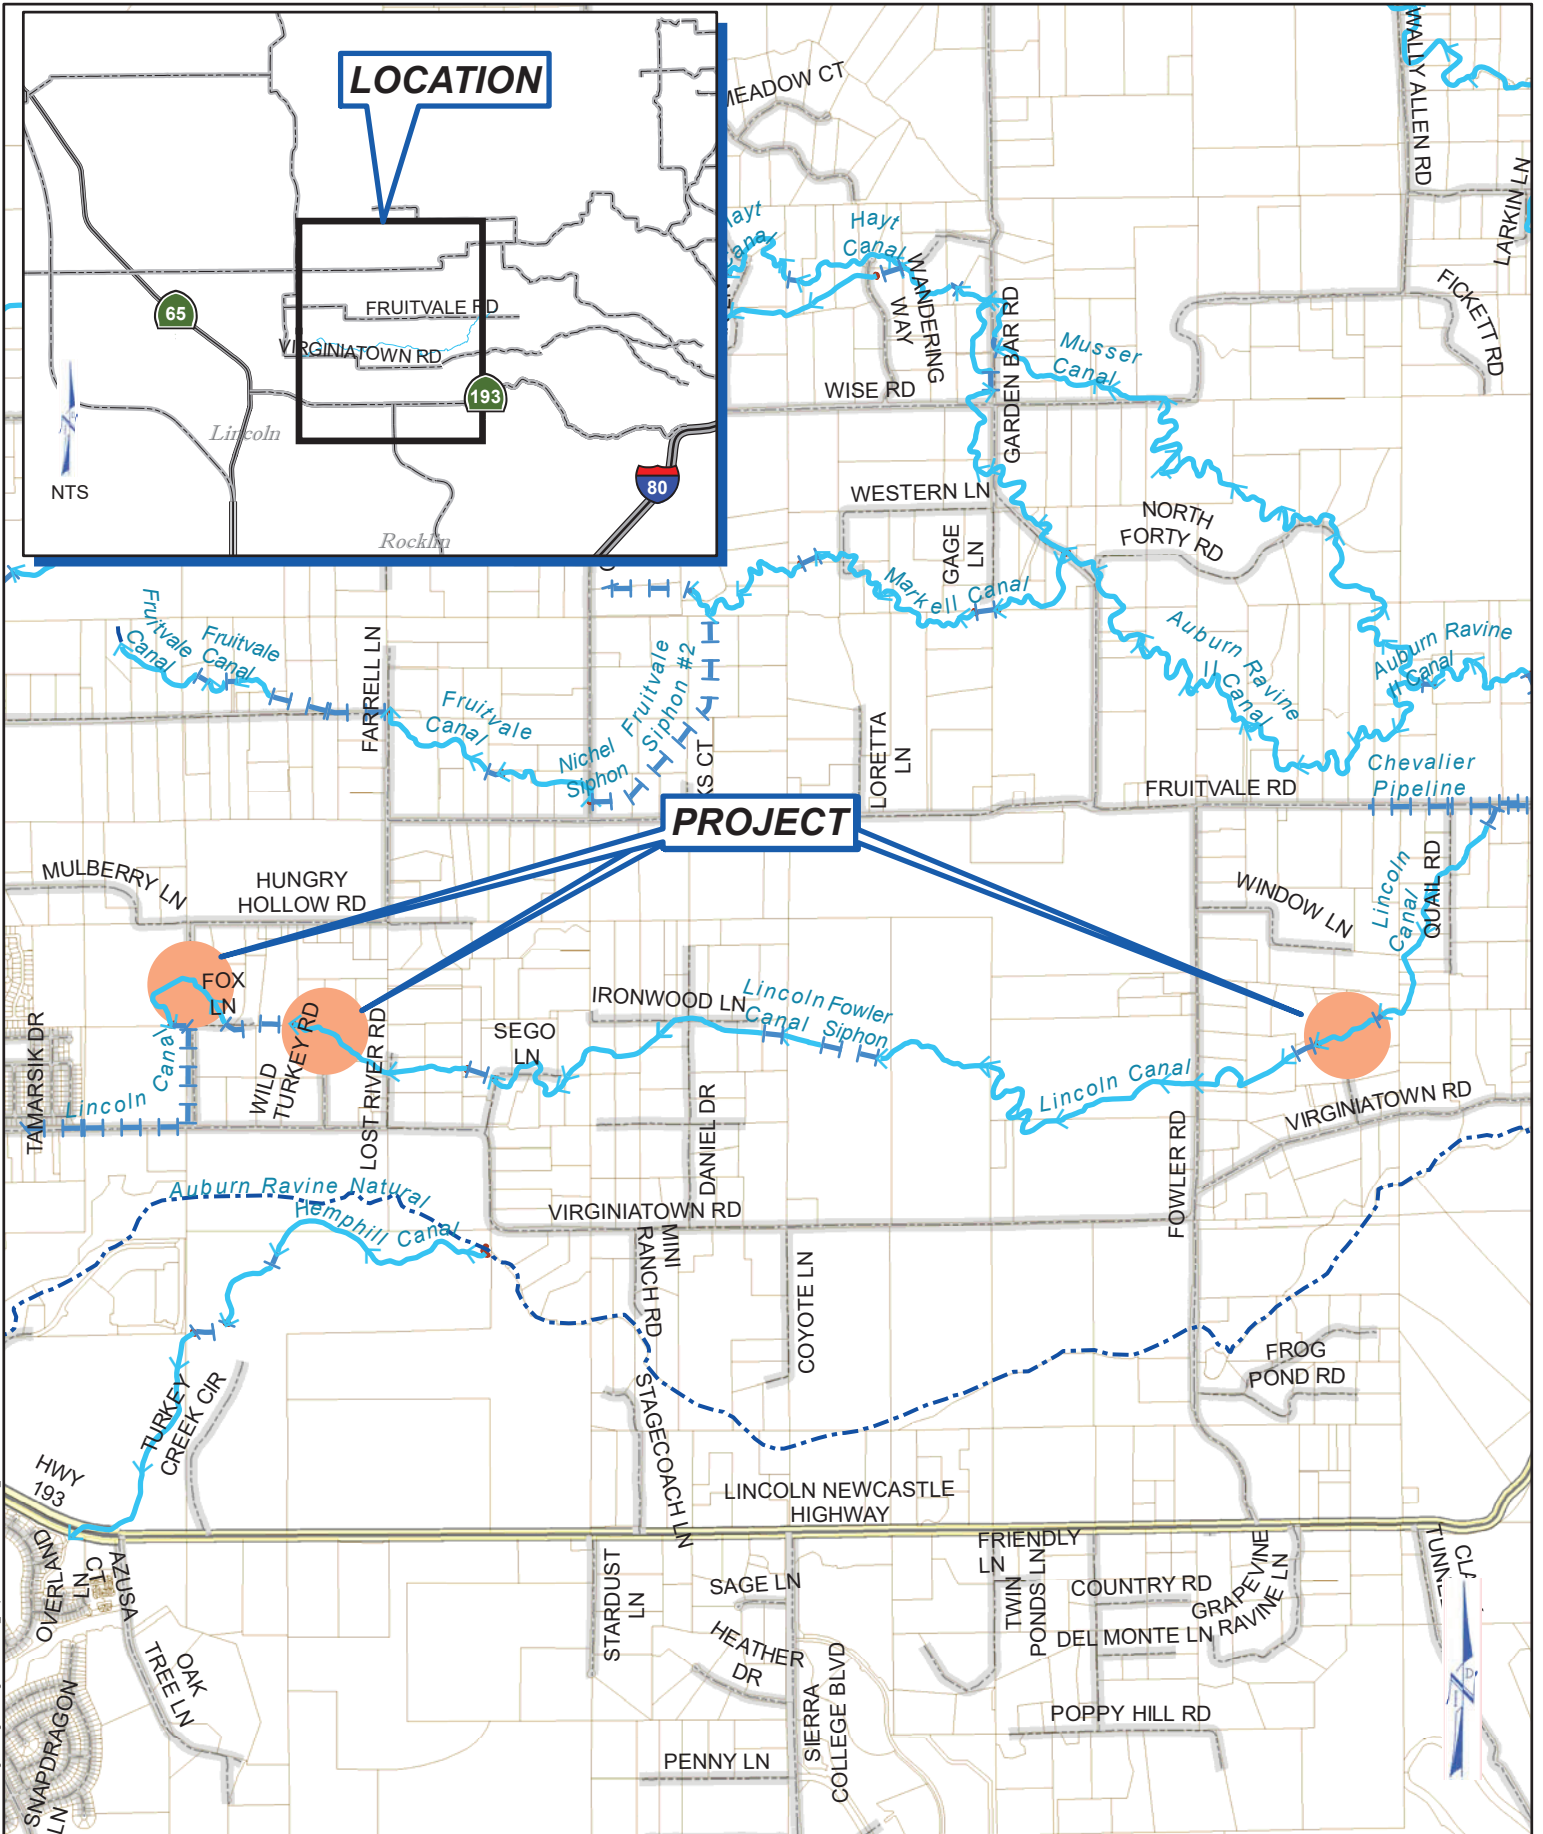 LOCATION
65
FRUITVALE RD
VIRGINIATOWN RD
193
Lincoln
80
NTS
Rocklin
MEADOW CT
WALLY ALLEN RD
LARKIN LN
FICKETT RD
Hayt
Canal
Hayt
Canal
WANDERING
WAY
GARDEN BAR RD
Musser
Canal
WISE RD
WESTERN LN
GAGE
LN
NORTH
FORTY RD
Markell Canal
Auburn Ravine
II Canal
Auburn Ravine
II Canal
Fruitvale
Canal
Fruitvale
Canal
FARRELL LN
Fruitvale
Canal
Nichel
Siphon
Fruitvale
Siphon #2
KS CT
LORETTA
LN
Chevalier
Pipeline
FRUITVALE RD
PROJECT
MULBERRY LN
HUNGRY
HOLLOW RD
WINDOW LN
Lincoln
Canal
QUAIL RD
FOX
LN
WILD
TURKEY RD
LOST RIVER RD
SEGO
LN
IRONWOOD LN
Lincoln
Canal
Fowler
Siphon
DANIEL DR
Lincoln Canal
FOWLER RD
VIRGINIATOWN RD
TAMARSIK DR
Lincoln Canal
Auburn Ravine Natural
Hemphill Canal
VIRGINIATOWN RD
MINI
RANCH RD
COYOTE LN
FROG
POND RD
TURKEY
CREEK CIR
STAGECOACH LN
HWY
193
LINCOLN NEWCASTLE
HIGHWAY
OVERLAND
LN
CT
AZUSA
OAK
TREE LN
SNAPDRAGON
LN
STARDUST
LN
SAGE LN
HEATHER
DR
SIERRA
COLLEGE BLVD
PENNY LN
FRIENDLY
LN
TWIN
PONDS LN
COUNTRY RD
GRAPEVINE
RAVINE LN
DEL MONTE LN
POPPY HILL RD